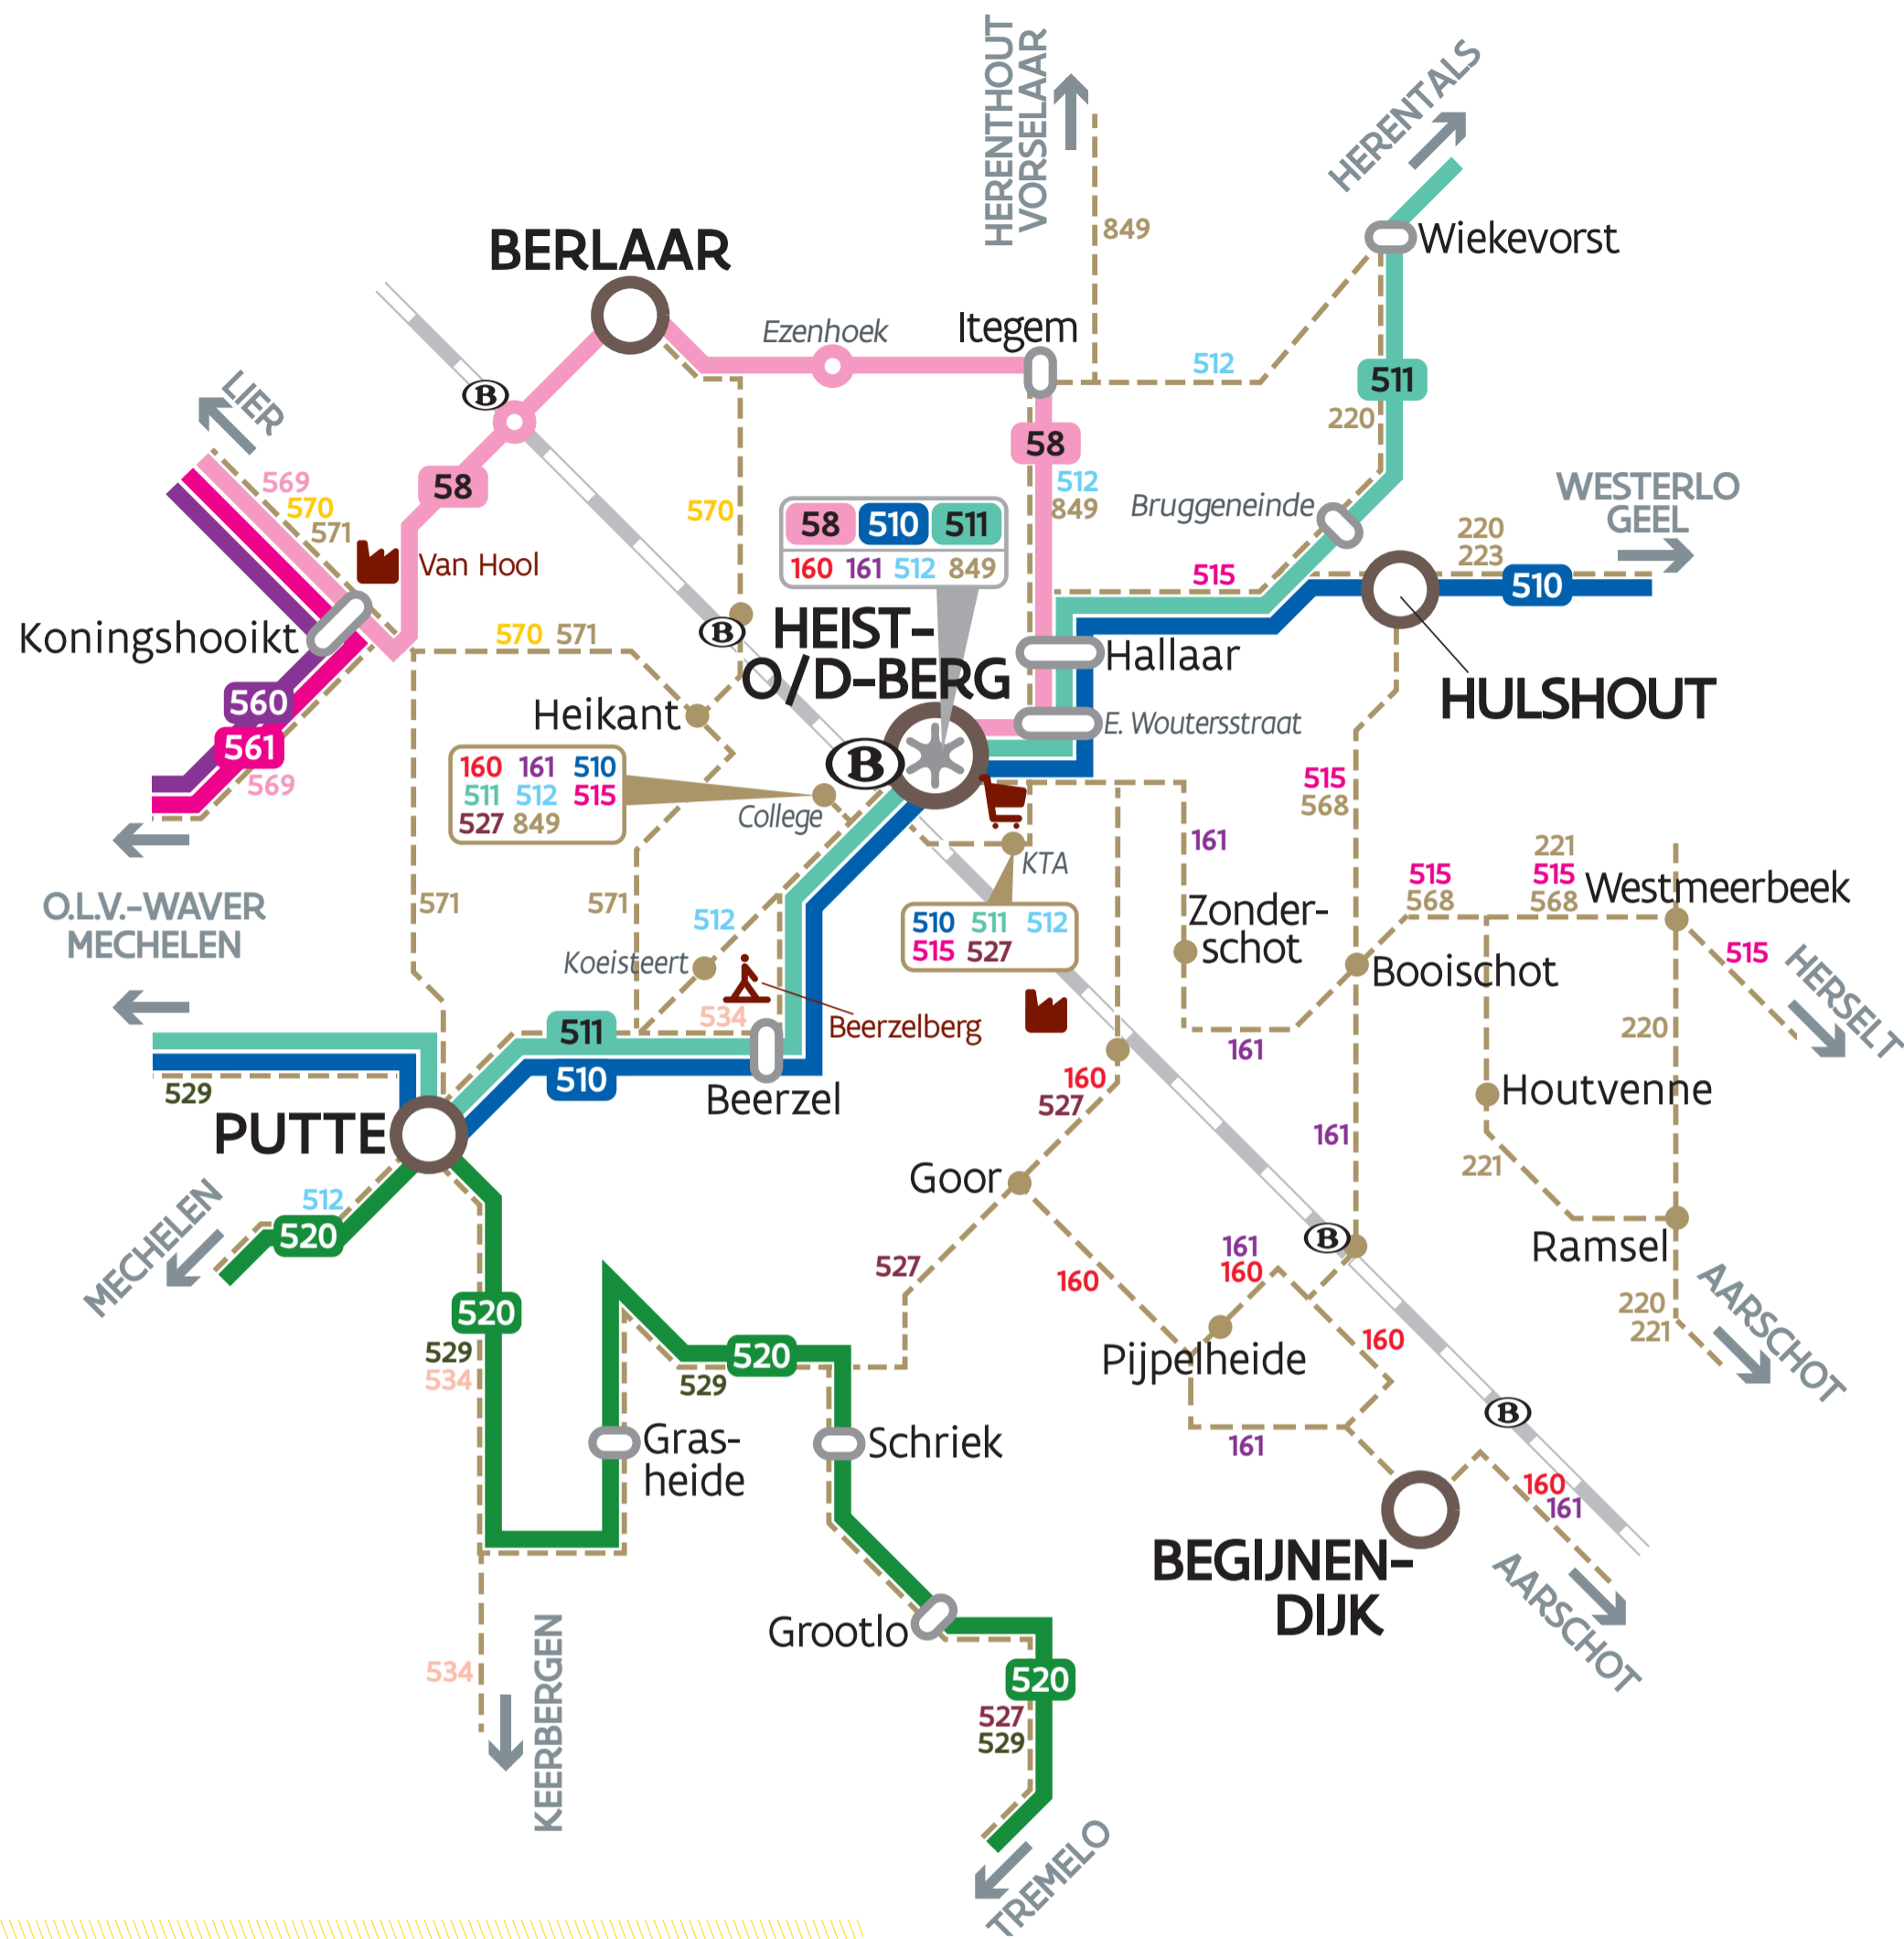 HERENTHOUT
VORSELAAR
HERENTALS
849
Wiekevorst
BERLAAR
Ezenhoek
Itegem
512
511
220
B
LIER
58
58
569
570
571
570
512
849
Bruggeneinde
WESTERLO
GEEL
58 510 511
160 161 512 849
220
223
510
515
Van Hool
Koningshooikt
570 571
B
HEIST-
O/D-BERG
Hallaar
HULSHOUT
Heikant
E. Woutersstraat
560
561
569
160 161 510
511 512 515
527 849
B
College
515
568
KTA
161
O.L.V.-WAVER
MECHELEN
571
571
512
510 511 512
515 527
Zonder-
schot
515
568
221
515
568
Westmeerbeek
515
HERSELT
Koeisteert
Booischot
534
Beerzelberg
511
510
Beerzel
161
220
529
160
527
Houtvenne
PUTTE
161
221
Goor
512
520
MECHELEN
527
160
161
160
B
Ramsel
220
221
AARSCHOT
520
529
534
520
529
Pijpelheide
160
Gras-
heide
Schriek
161
B
160
161
BEGIJNEN-
DIJK
AARSCHOT
Grootlo
534
KEERBERGEN
520
527
529
TREMELO